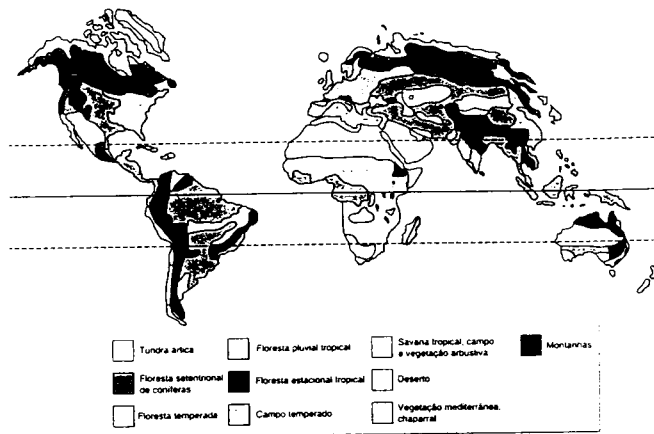 Tundra ártica
Floresta pluvial tropical
Savana tropical, campo
e vegetação arbustiva
Montanhas
Floresta setentrional
de coníferas
Floresta estacional tropical
Deserto
Floresta temperada
Campo temperado
Vegetação mediterrânea,
chaparral